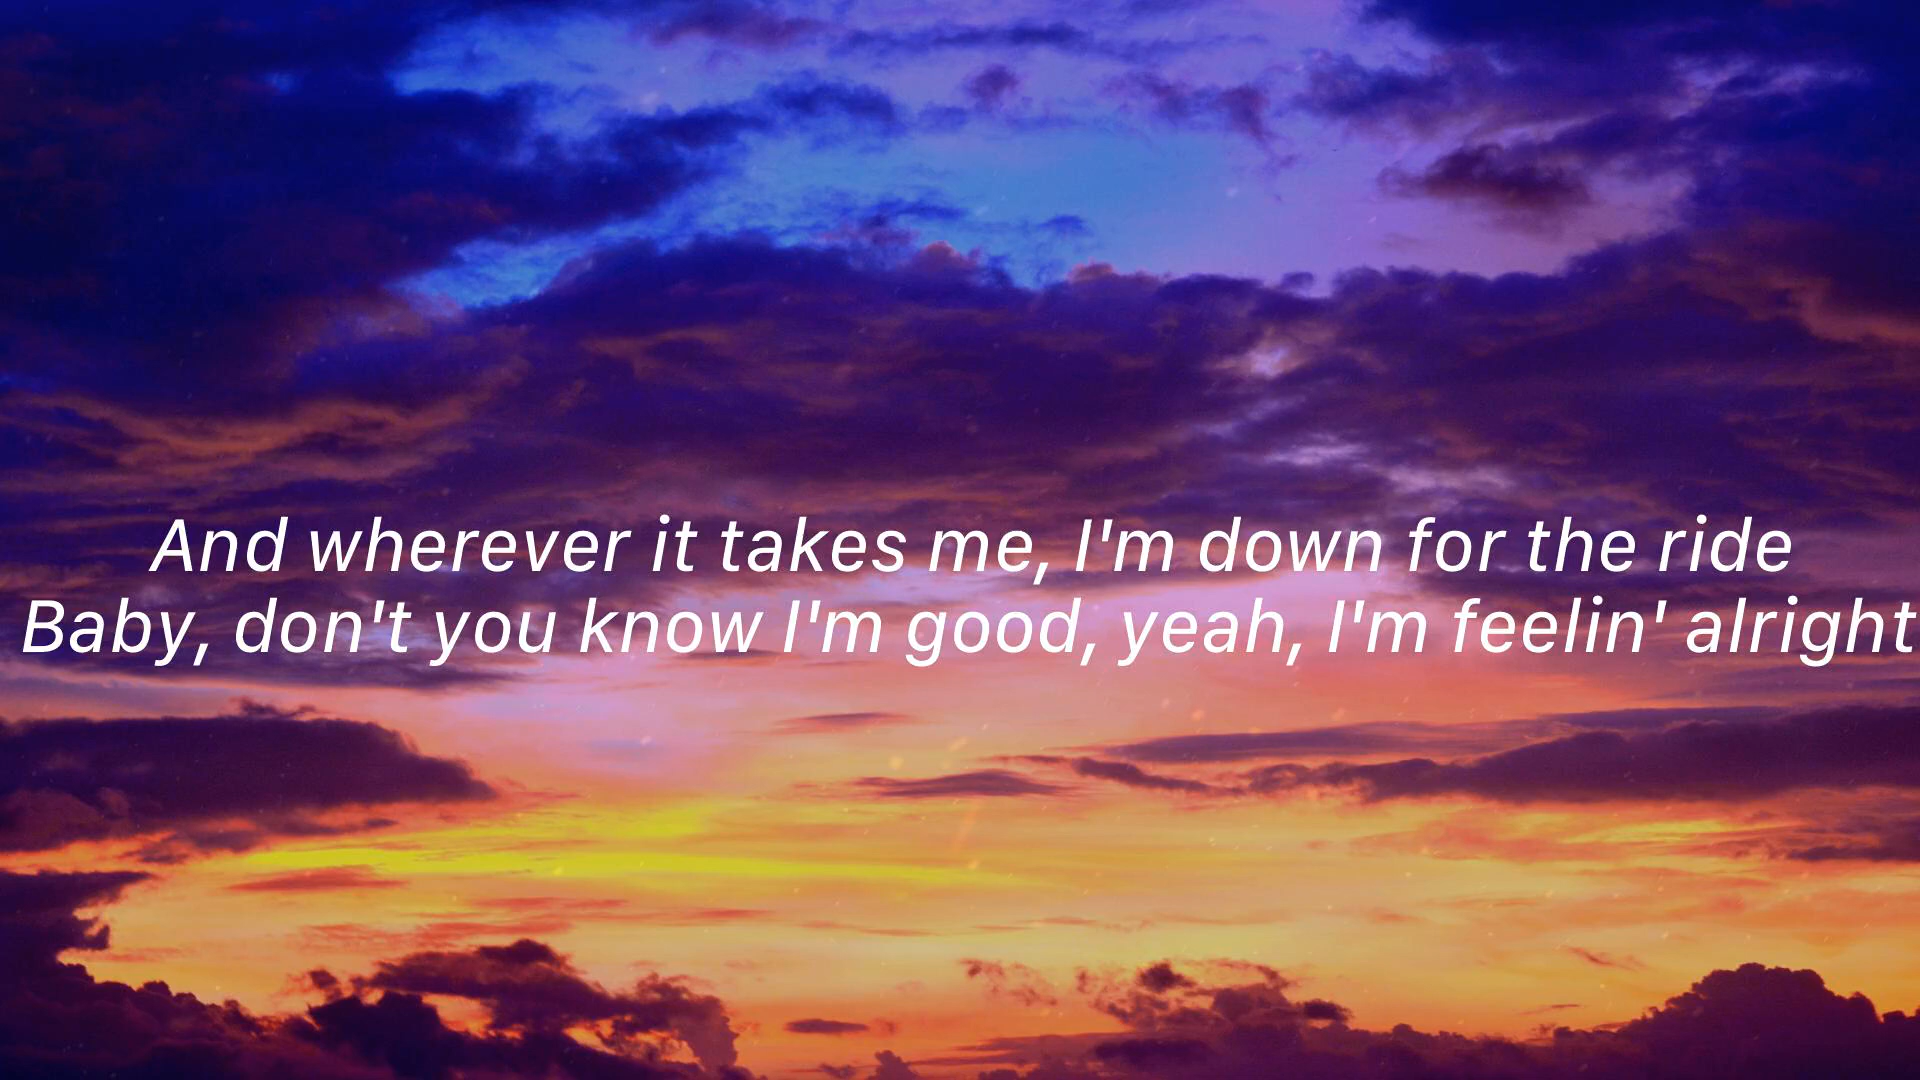 And wherever it takes me, I'm down for the ride
Baby, don't you know I'm good, yeah, I'm feelin' alright